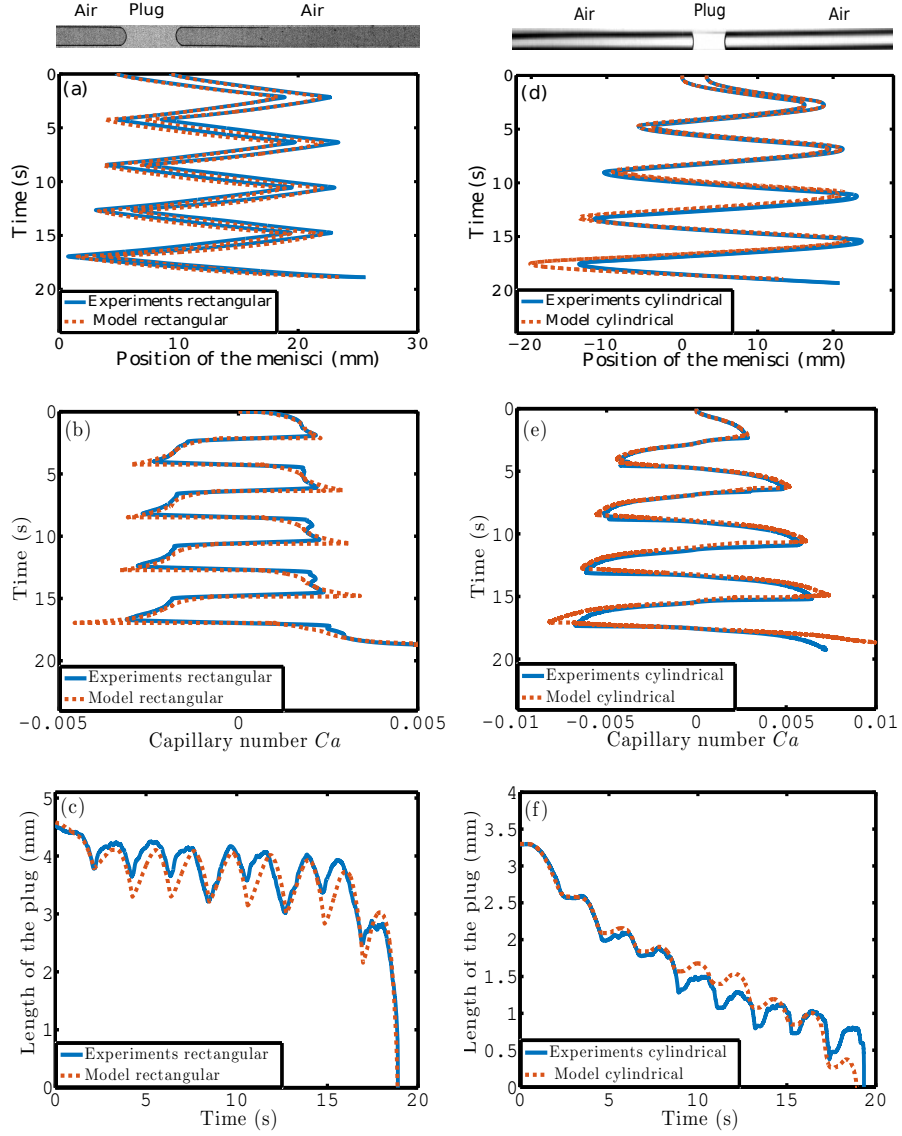 Air Plug Air
Air Plug Air
(a)
0
5
10
15
20
Time (s)
Experiments rectangular
Model rectangular
0 10 20 30
Position of the menisci (mm)
(d)
0
5
10
15
20
Time (s)
Experiments cylindrical
Model cylindrical
−20 −10 0 10 20
Position of the menisci (mm)
(b)
0
5
10
15
20
Time (s)
Experiments rectangular
Model rectangular
−0.005 0 0.005
Capillary number Ca
(e)
0
5
10
15
20
Time (s)
Experiments cylindrical
Model cylindrical
−0.01 −0.005 0 0.005 0.01
Capillary number Ca
(c)
5
4
3
2
1
0
Length of the plug (mm)
Experiments rectangular
Model rectangular
0 5 10 15 20
Time (s)
(f)
4
3.5
3
2.5
2
1.5
1
0.5
0
Length of the plug (mm)
Experiments cylindrical
Model cylindrical
0 5 10 15 20
Time (s)